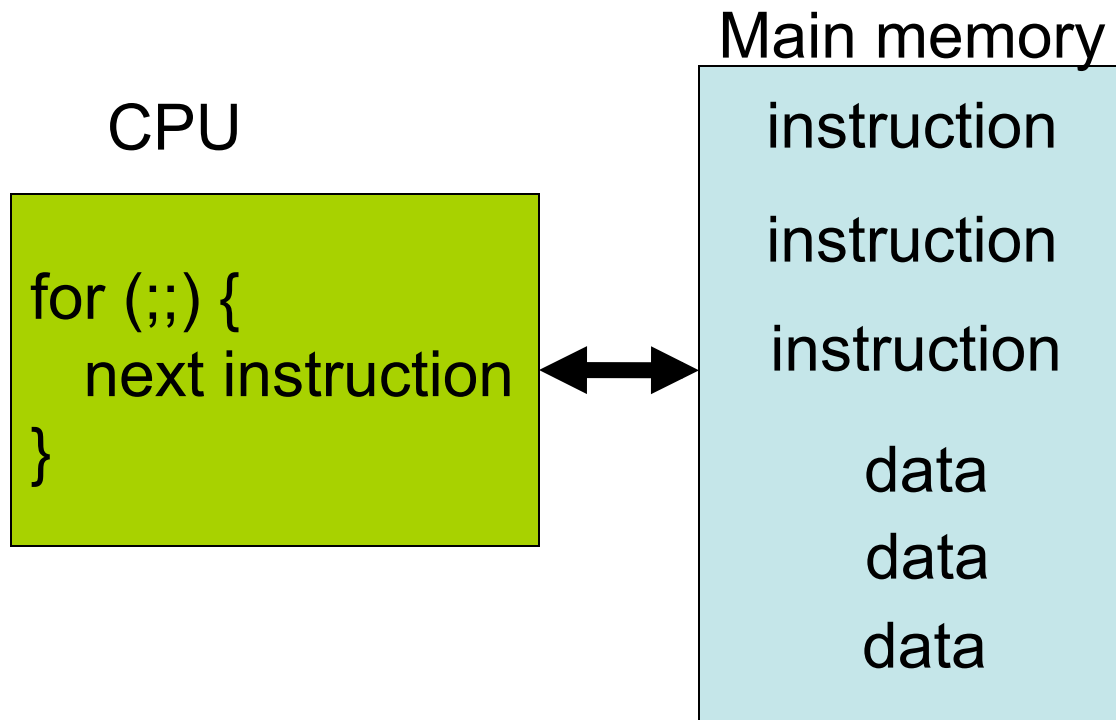 CPU
for (;;) {
next instruction
}
Main memory
instruction
instruction
instruction
data
data
data